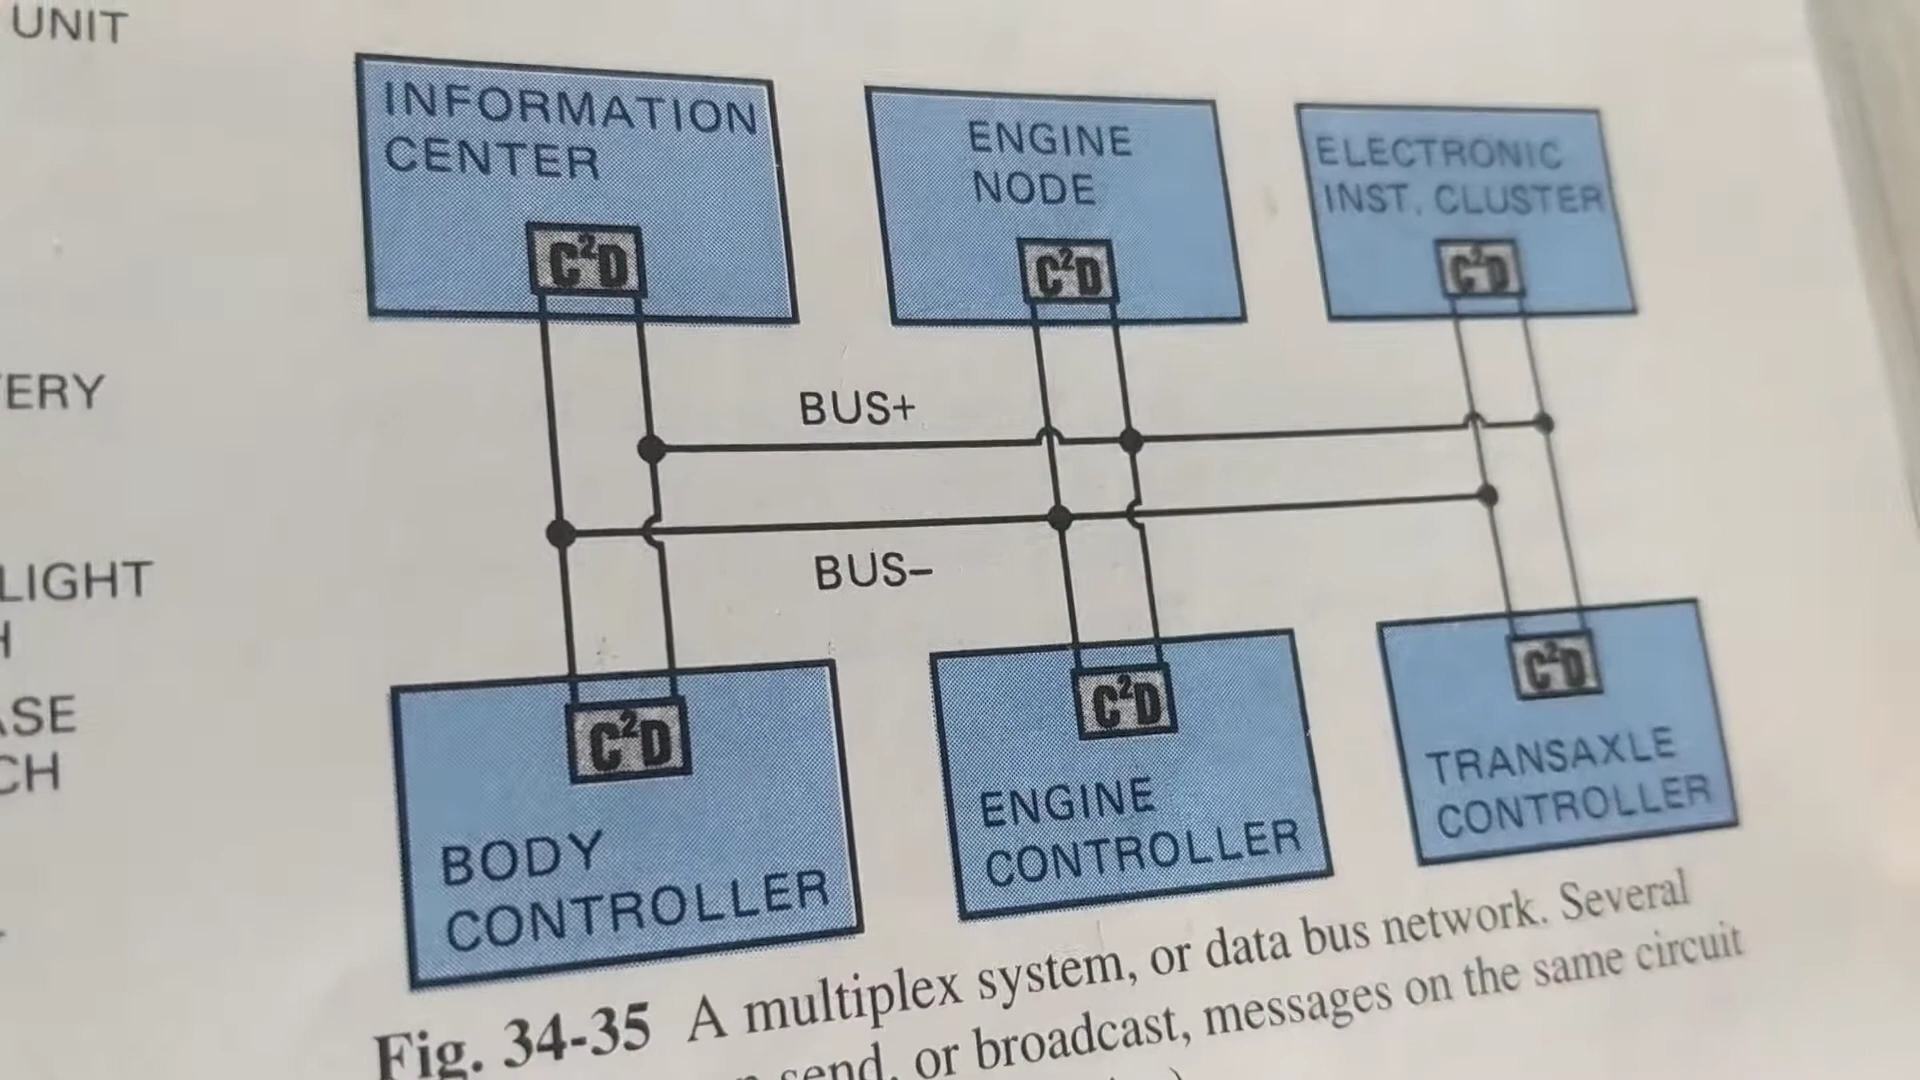 UNIT
INFORMATION
CENTER
C²D
ENGINE
NODE
C²D
ELECTRONIC
INST. CLUSTER
C²D
ERY
BUS+
LIGHT
BUS–
ASE
CH
C²D
BODY
CONTROLLER
C²D
ENGINE
CONTROLLER
C²D
TRANSAXLE
CONTROLLER
Fig. 34-35 A multiplex system, or data bus network. Several
send, or broadcast, messages on the same circuit